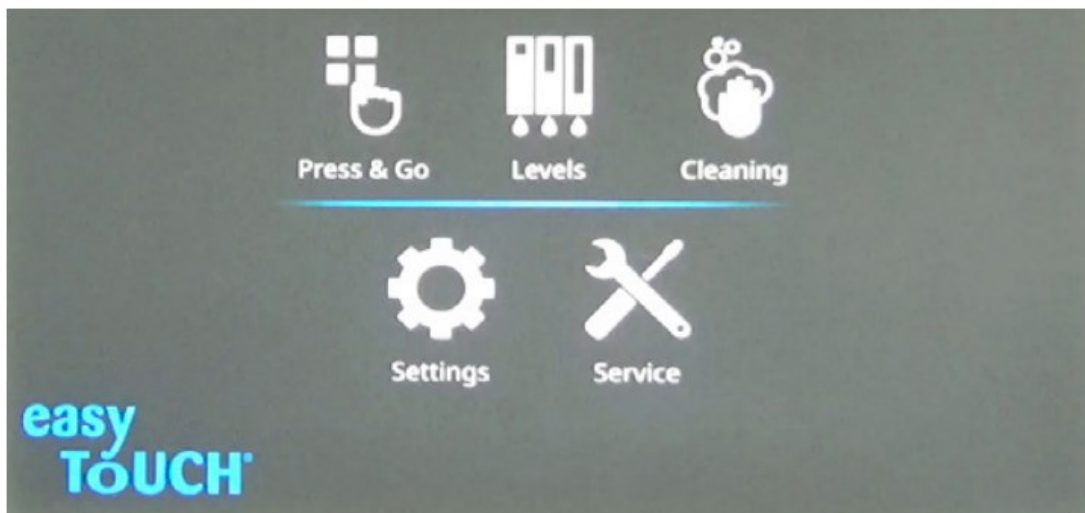 Press & Go
Levels
Cleaning
Settings
Service
easy
TOUCH®